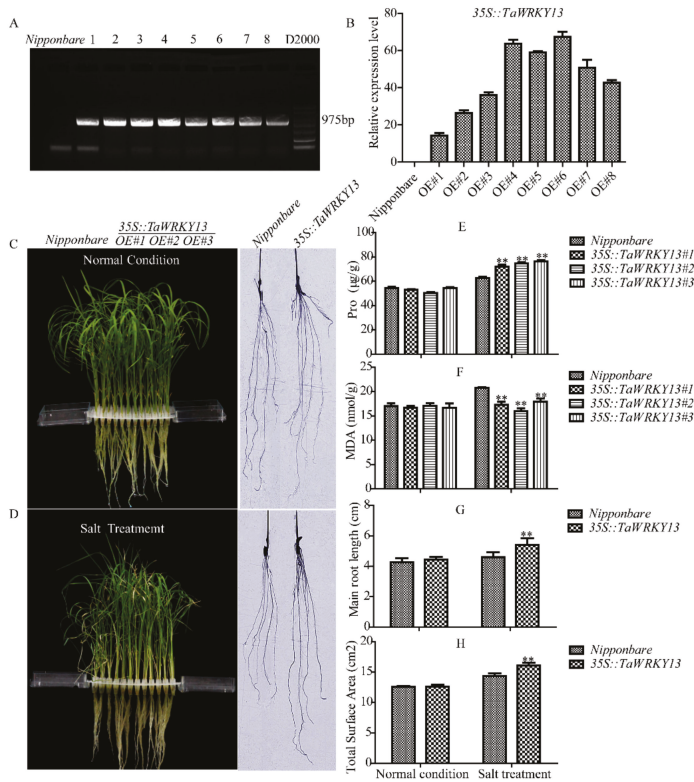 A
Nipponbare 1 2 3 4 5 6 7 8 D2000
975bp
B
35S::TaWRKY13
Relative expression level
80
60
40
20
0
Nipponbare
OE#1
OE#2
OE#3
OE#4
OE#5
OE#6
OE#7
OE#8
C
35S::TaWRKY13
Nipponbare OE#1 OE#2 OE#3
Normal Condition
Nipponbare
35S::TaWRKY13
D
Salt Treatmemt
E
Pro (μg/g)
100
80
60
40
20
0
** ** **
Nipponbare
35S::TaWRKY13#1
35S::TaWRKY13#2
35S::TaWRKY13#3
F
MDA (nmol/g)
25
20
15
10
5
0
** ** **
Nipponbare
35S::TaWRKY13#1
35S::TaWRKY13#2
35S::TaWRKY13#3
G
Main root length (cm)
10
8
6
4
2
0
**
Nipponbare
35S::TaWRKY13
H
Total Surface Area (cm2)
20
15
10
5
0
**
Nipponbare
35S::TaWRKY13
Normal condition Salt treatment